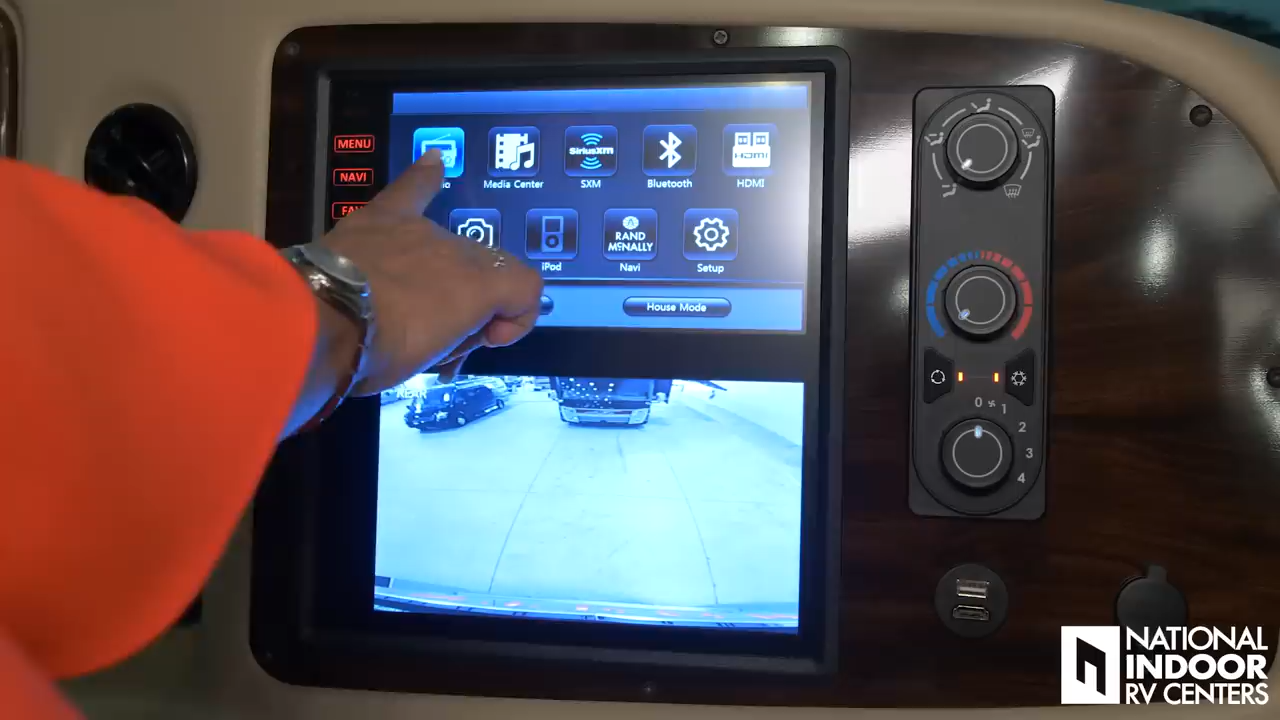 MENU
NAVI
SiriusXM
HDMI
Media Center
SXM
Bluetooth
HDMI
RAND
MCNALLY
iPod
Navi
Setup
House Mode
0
1
2
3
4
NATIONAL
INDOOR
RV CENTERS